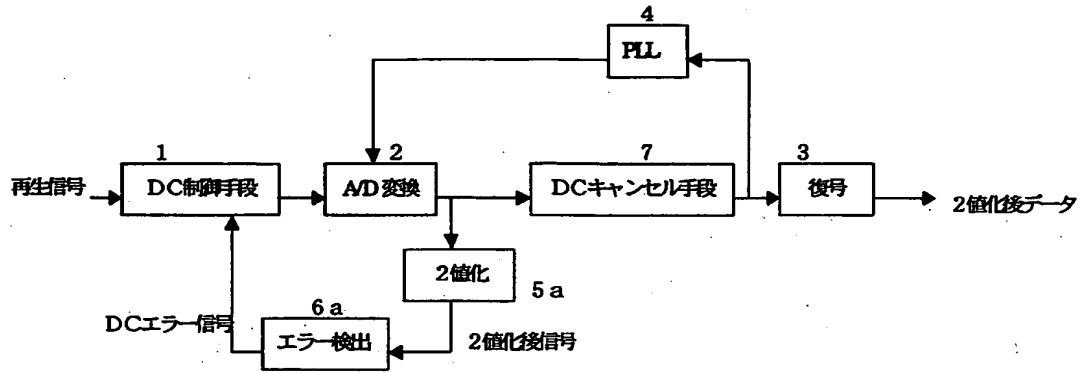 4
PLL
1
2
7
3
再生信号
DC制御手段
A/D変換
DCキャンセル手段
復号
2値化後データ
2値化
5a
6a
DCエラー信号
エラー検出
2値化後信号